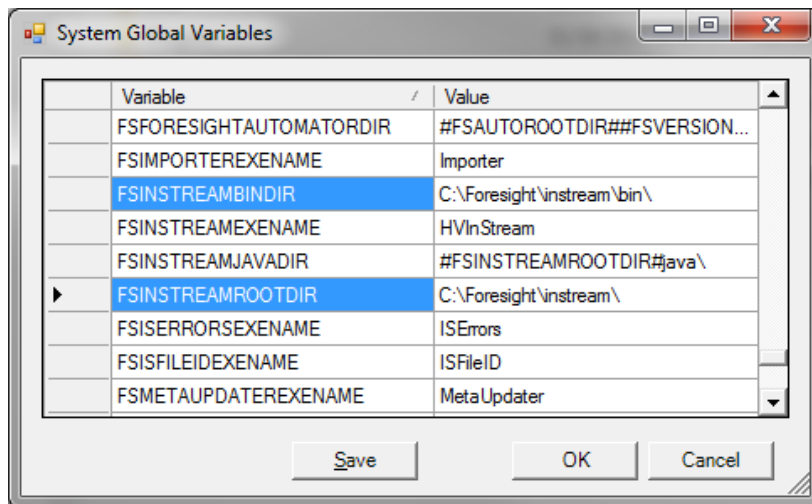 System Global Variables
Variable / Value
FSFORESIGHTAUTOMATORDIR #FSAUTOROOTDIR##FSVERSION...
FSIMPORTEREXENAME Importer
FSINSTREAMBINDIR C:\Foresight\instream\bin\
FSINSTREAMEXENAME HVInStream
FSINSTREAMJAVADIR #FSINSTREAMROOTDIR#java\
FSINSTREAMROOTDIR C:\Foresight\instream\
FSISERRORSEXENAME ISErrors
FSISFILEIDEXENAME ISFileID
FSMETAUPDATEREXENAME MetaUpdater
Save OK Cancel